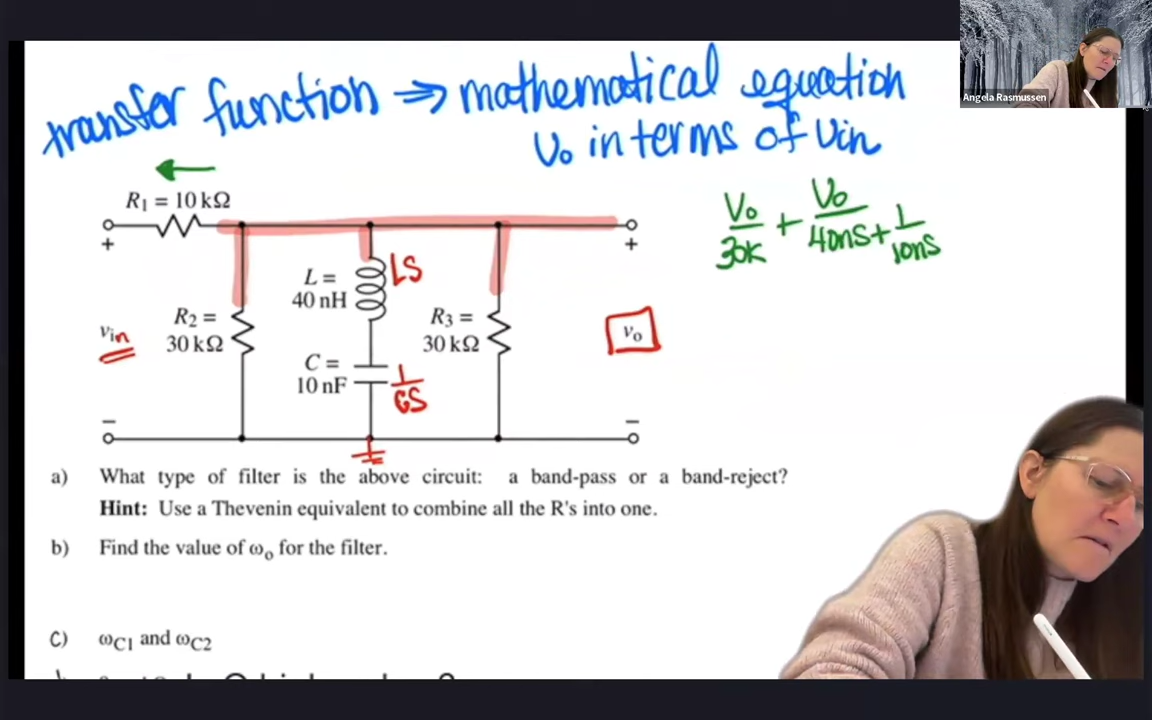 Angela Rasmussen
transfer function ⇒ mathematical equation
Vo in terms of Vin
R1 = 10 kΩ
Vo/30K + Vo/(40nS + 1/10nS)
+
+
L =
40 nH
LS
R2 =
30 kΩ
R3 =
30 kΩ
vin
vo
C =
10 nF
1/CS
−
−
a) What type of filter is the above circuit: a band-pass or a band-reject?
Hint: Use a Thevenin equivalent to combine all the R's into one.
b) Find the value of ωo for the filter.
C) ωC1 and ωC2